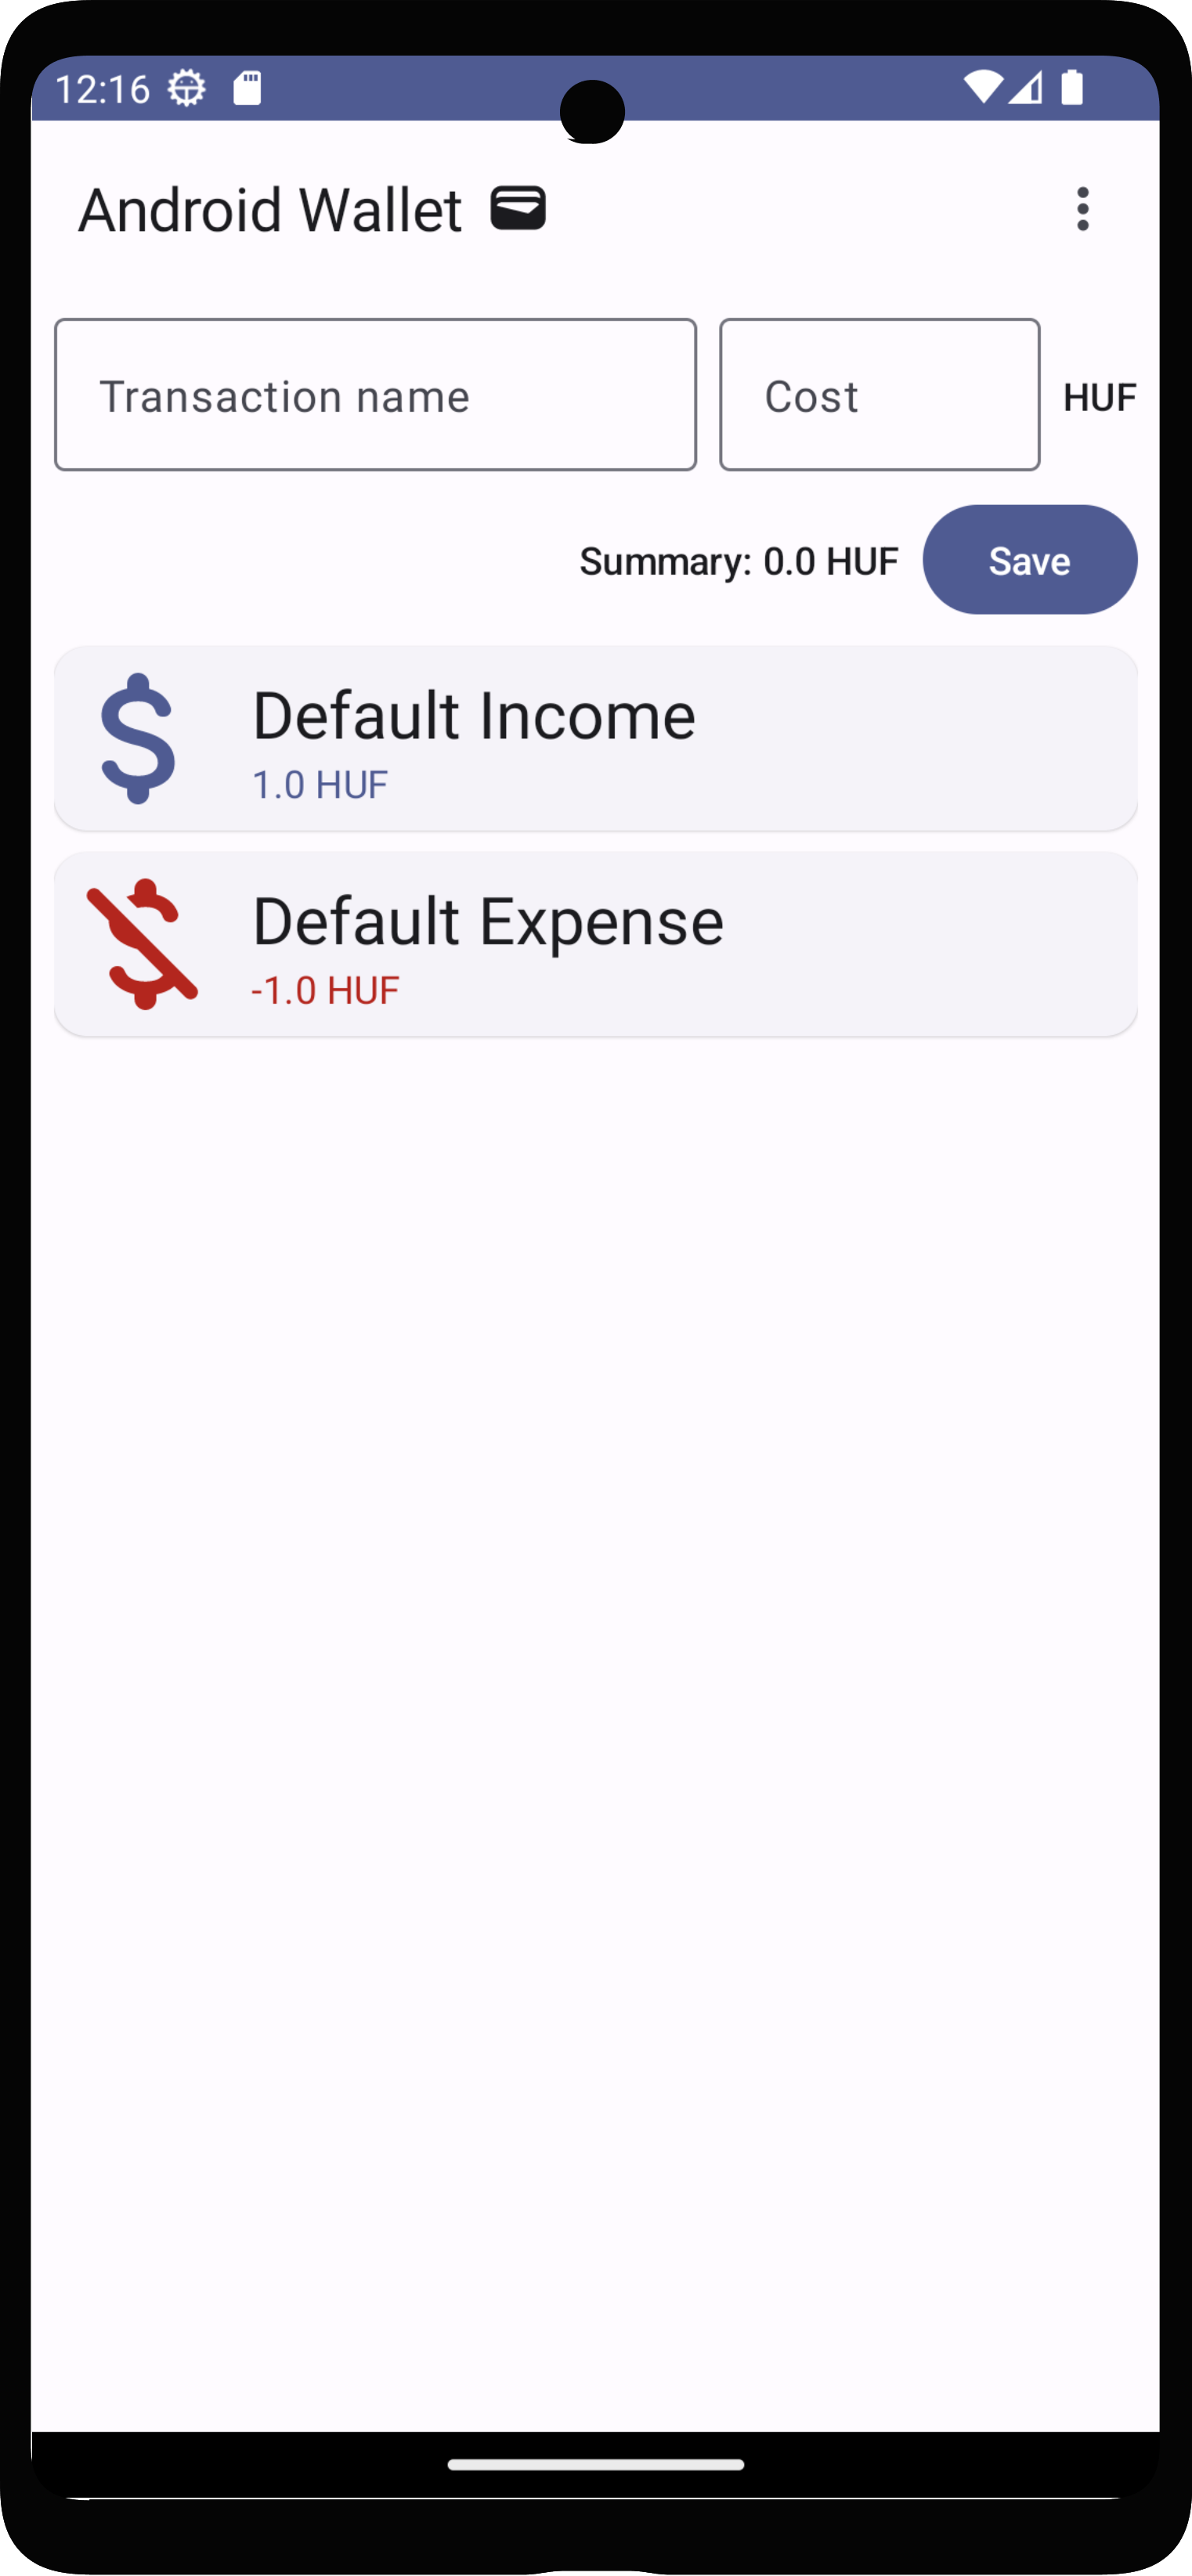 12:16
Android Wallet
Transaction name
Cost
HUF
Summary: 0.0 HUF
Save
Default Income
1.0 HUF
Default Expense
-1.0 HUF